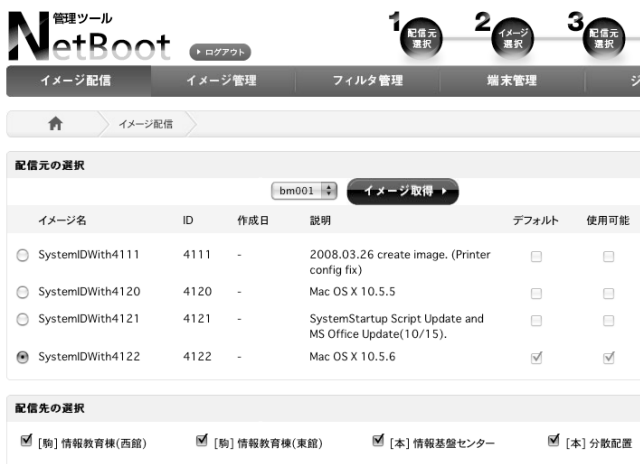 管理ツール
NetBoot
ログアウト
1 配信元選択
2 イメージ選択
3 配信元選択
イメージ配信 イメージ管理 フィルタ管理 端末管理 ジ
イメージ配信
配信元の選択
bm001 イメージ取得
イメージ名 ID 作成日 説明 デフォルト 使用可能
SystemIDWith4111 4111 - 2008.03.26 create image. (Printer
config fix)
SystemIDWith4120 4120 - Mac OS X 10.5.5
SystemIDWith4121 4121 - SystemStartup Script Update and
MS Office Update(10/15).
SystemIDWith4122 4122 - Mac OS X 10.5.6
配信先の選択
[駒] 情報教育棟(西館) [駒] 情報教育棟(東館) [本] 情報基盤センター [本] 分散配置